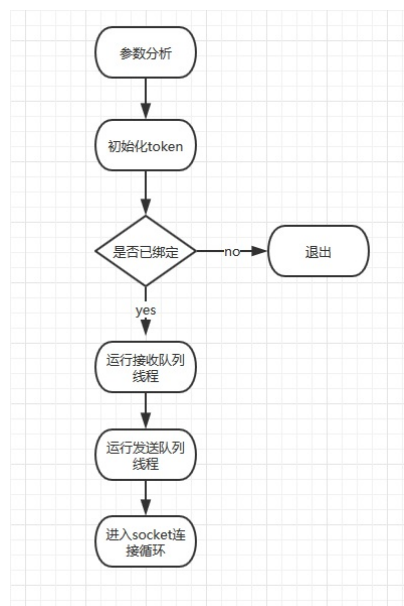 参数分析
初始化token
是否已绑定
no
退出
yes
运行接收队列
线程
运行发送队列
线程
进入socket连
接循环